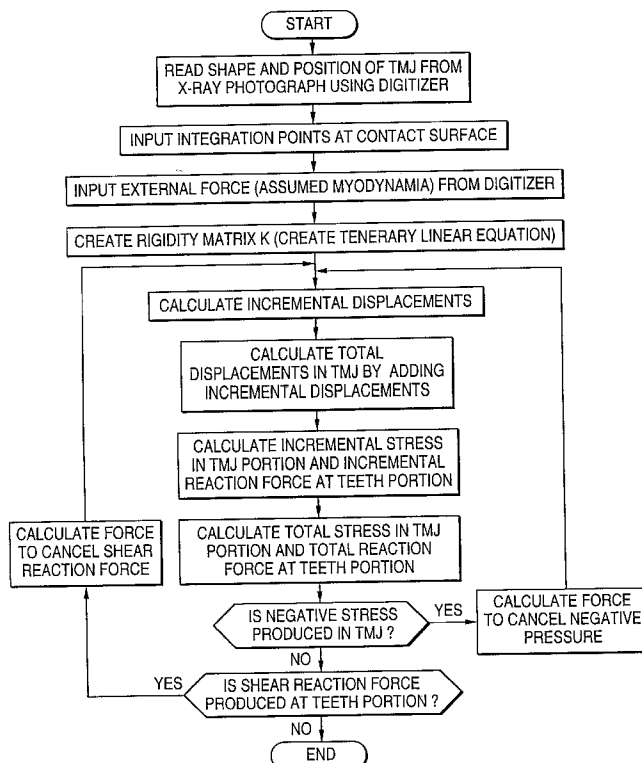 START
READ SHAPE AND POSITION OF TMJ FROM
X-RAY PHOTOGRAPH USING DIGITIZER
INPUT INTEGRATION POINTS AT CONTACT SURFACE
INPUT EXTERNAL FORCE (ASSUMED MYODYNAMIA) FROM DIGITIZER
CREATE RIGIDITY MATRIX K (CREATE TENERARY LINEAR EQUATION)
CALCULATE INCREMENTAL DISPLACEMENTS
CALCULATE TOTAL
DISPLACEMENTS IN TMJ BY ADDING
INCREMENTAL DISPLACEMENTS
CALCULATE INCREMENTAL STRESS
IN TMJ PORTION AND INCREMENTAL
REACTION FORCE AT TEETH PORTION
CALCULATE TOTAL STRESS IN TMJ
PORTION AND TOTAL REACTION
FORCE AT TEETH PORTION
CALCULATE FORCE
TO CANCEL SHEAR
REACTION FORCE
IS NEGATIVE STRESS
PRODUCED IN TMJ ?
YES
CALCULATE FORCE
TO CANCEL NEGATIVE
PRESSURE
NO
YES
IS SHEAR REACTION FORCE
PRODUCED AT TEETH PORTION ?
NO
END